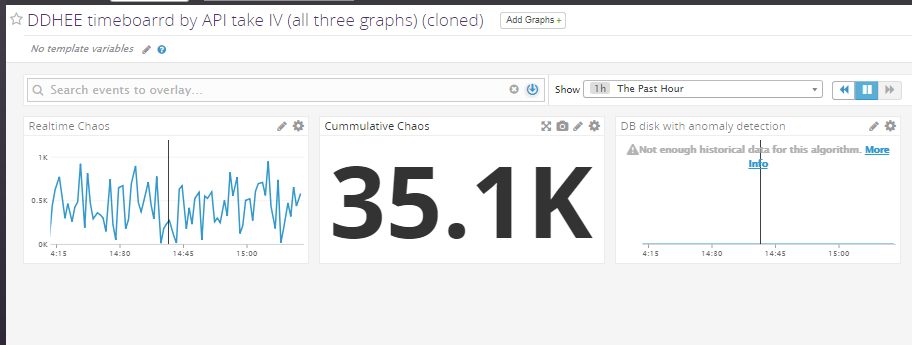 DDHEE timeboarrd by API take IV (all three graphs) (cloned)
Add Graphs +
No template variables
Search events to overlay...
Show 1h The Past Hour
Realtime Chaos
1K
0.5K
0K
4:15 14:30 14:45 15:00
Cummulative Chaos
35.1K
DB disk with anomaly detection
Not enough historical data for this algorithm. More
Info
4:15 14:30 14:45 15:00